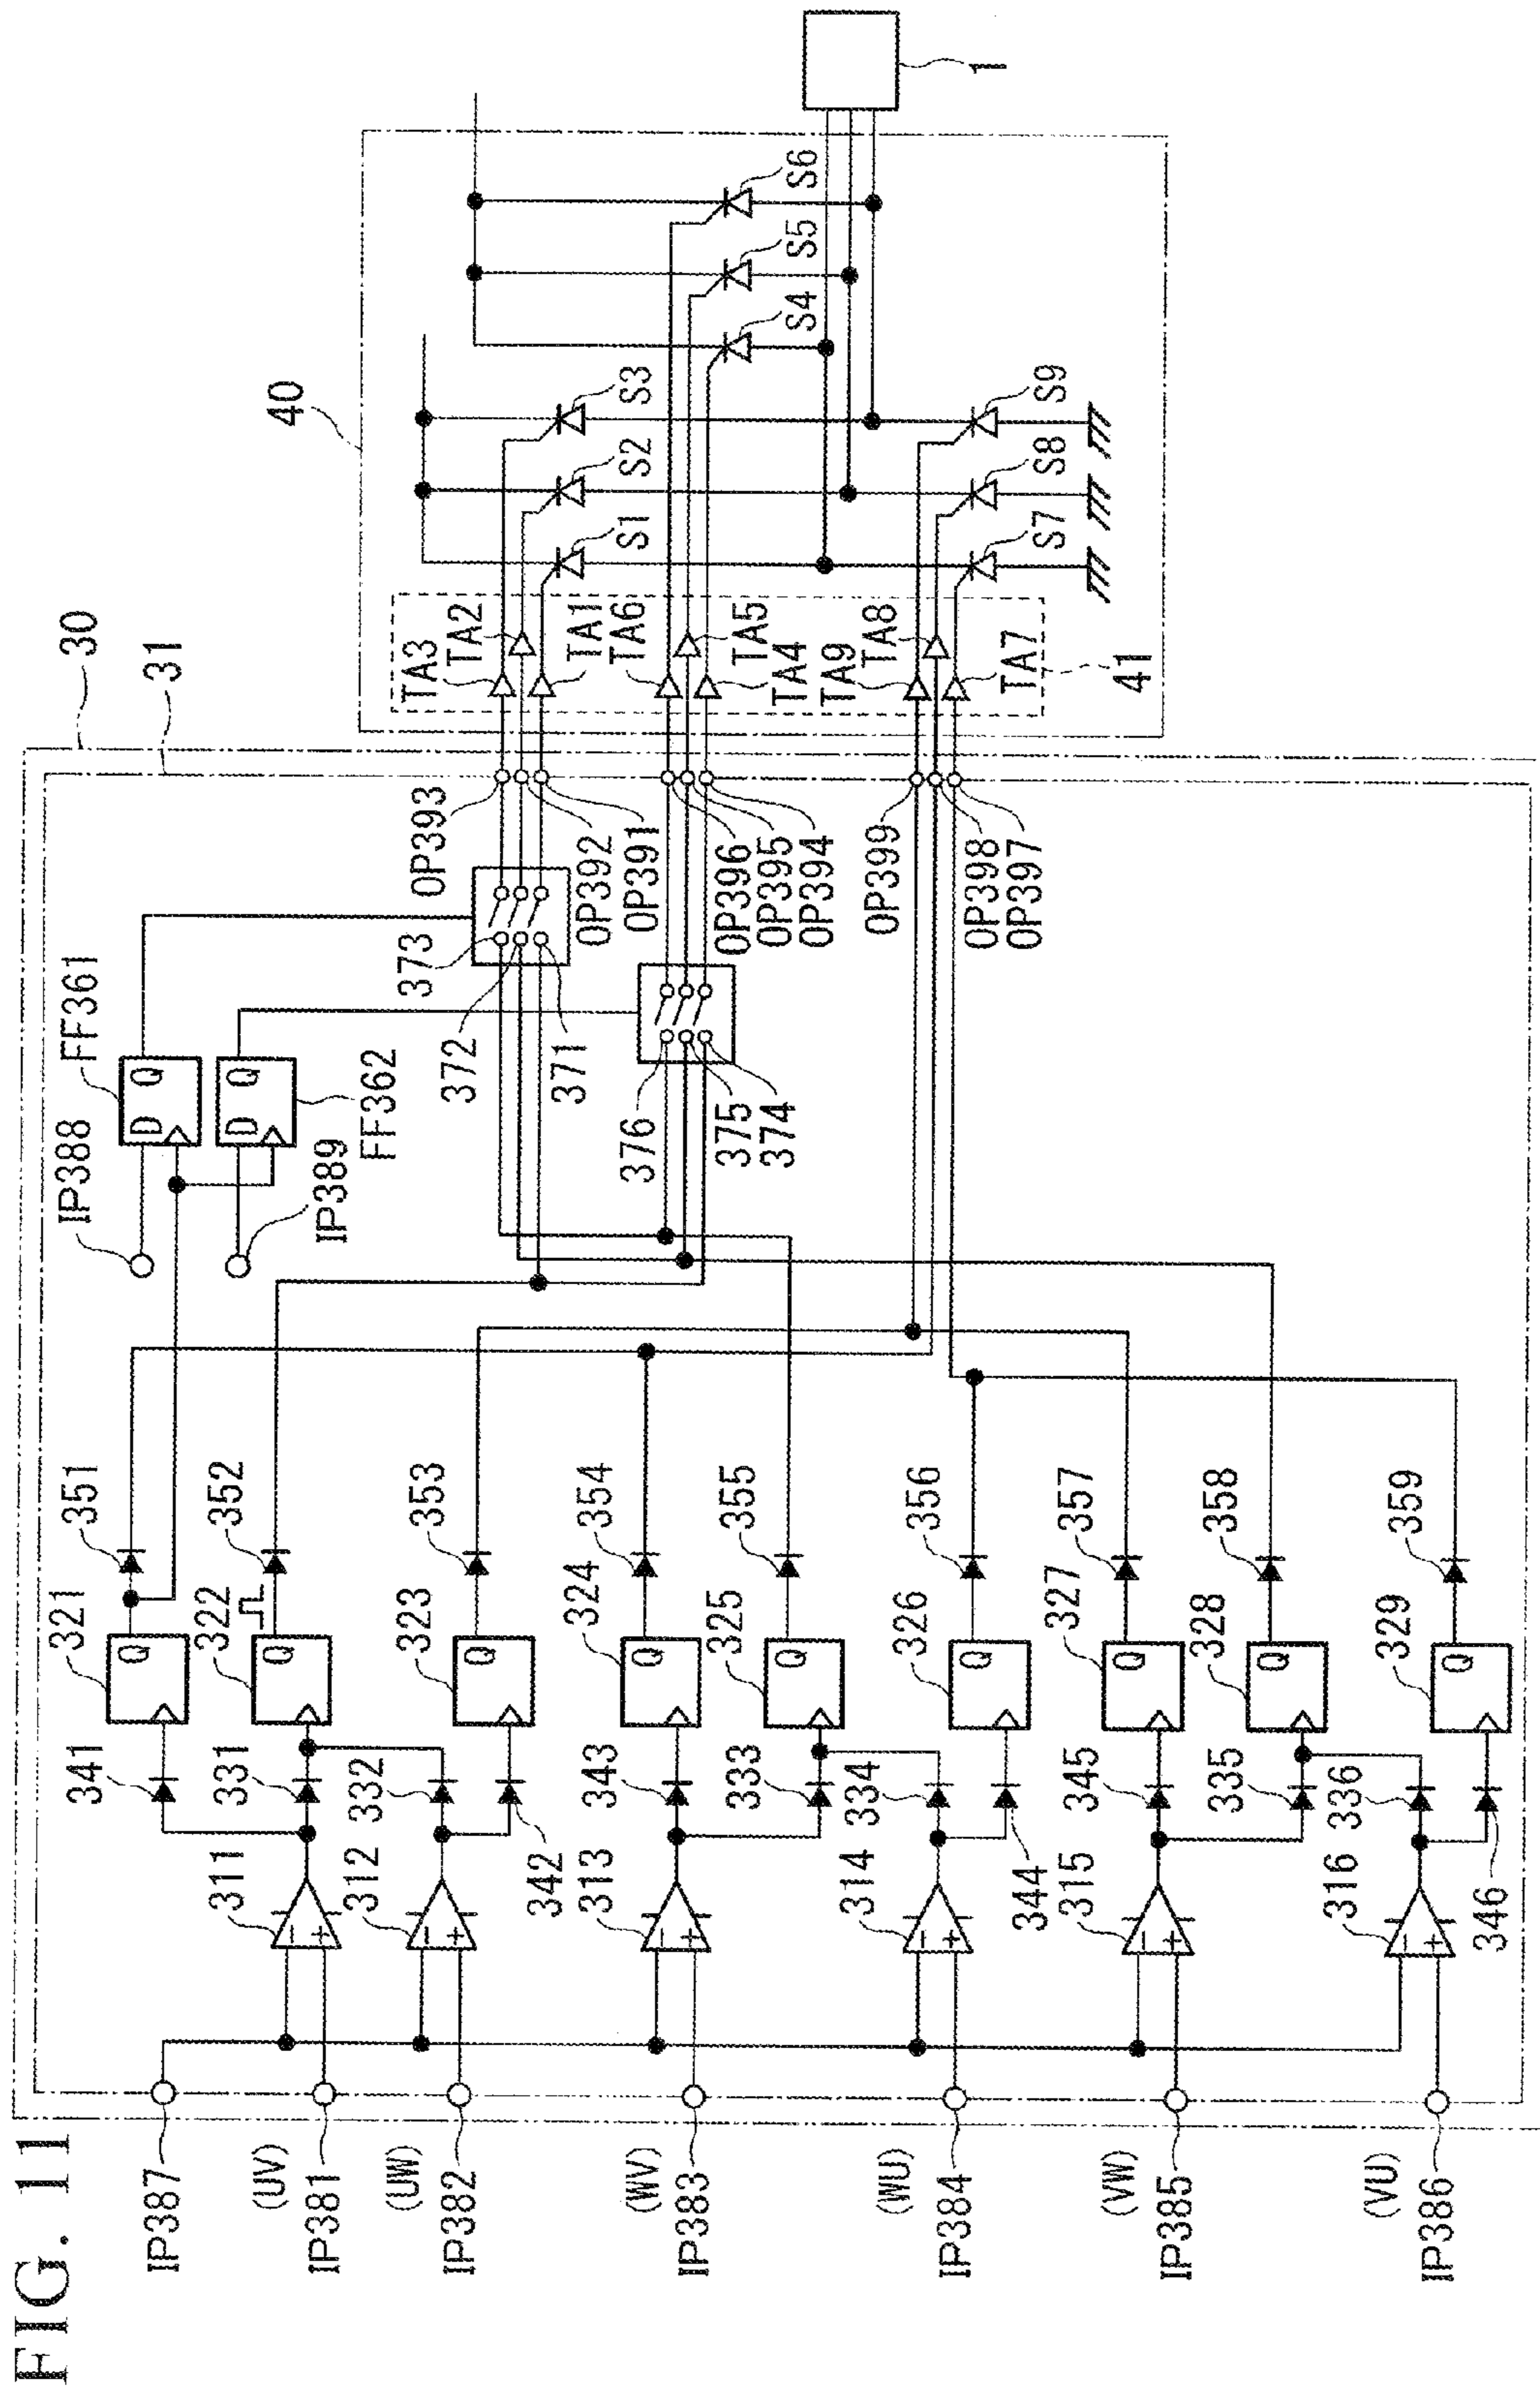 FIG. 11
IP387
(UV)
IP381
(UW)
IP382
(WV)
IP383
(WU)
IP384
(VW)
IP385
(VU)
IP386
311
- +
312
- +
313
- +
314
- +
315
- +
316
- +
341
331
332
342
343
333
334
344
345
335
336
346
321
Q
322
Q
323
Q
324
Q
325
Q
326
Q
327
Q
328
Q
329
Q
351
352
353
354
355
356
357
358
359
IP388
IP389
FF361
D Q
FF362
D Q
373
372
371
376
375
374
OP393
OP392
OP391
OP396
OP395
OP394
OP399
OP398
OP397
30
31
40
TA3
TA2
TA1
TA6
TA5
TA4
TA9
TA8
TA7
41
S1
S2
S3
S4
S5
S6
S7
S8
S9
1